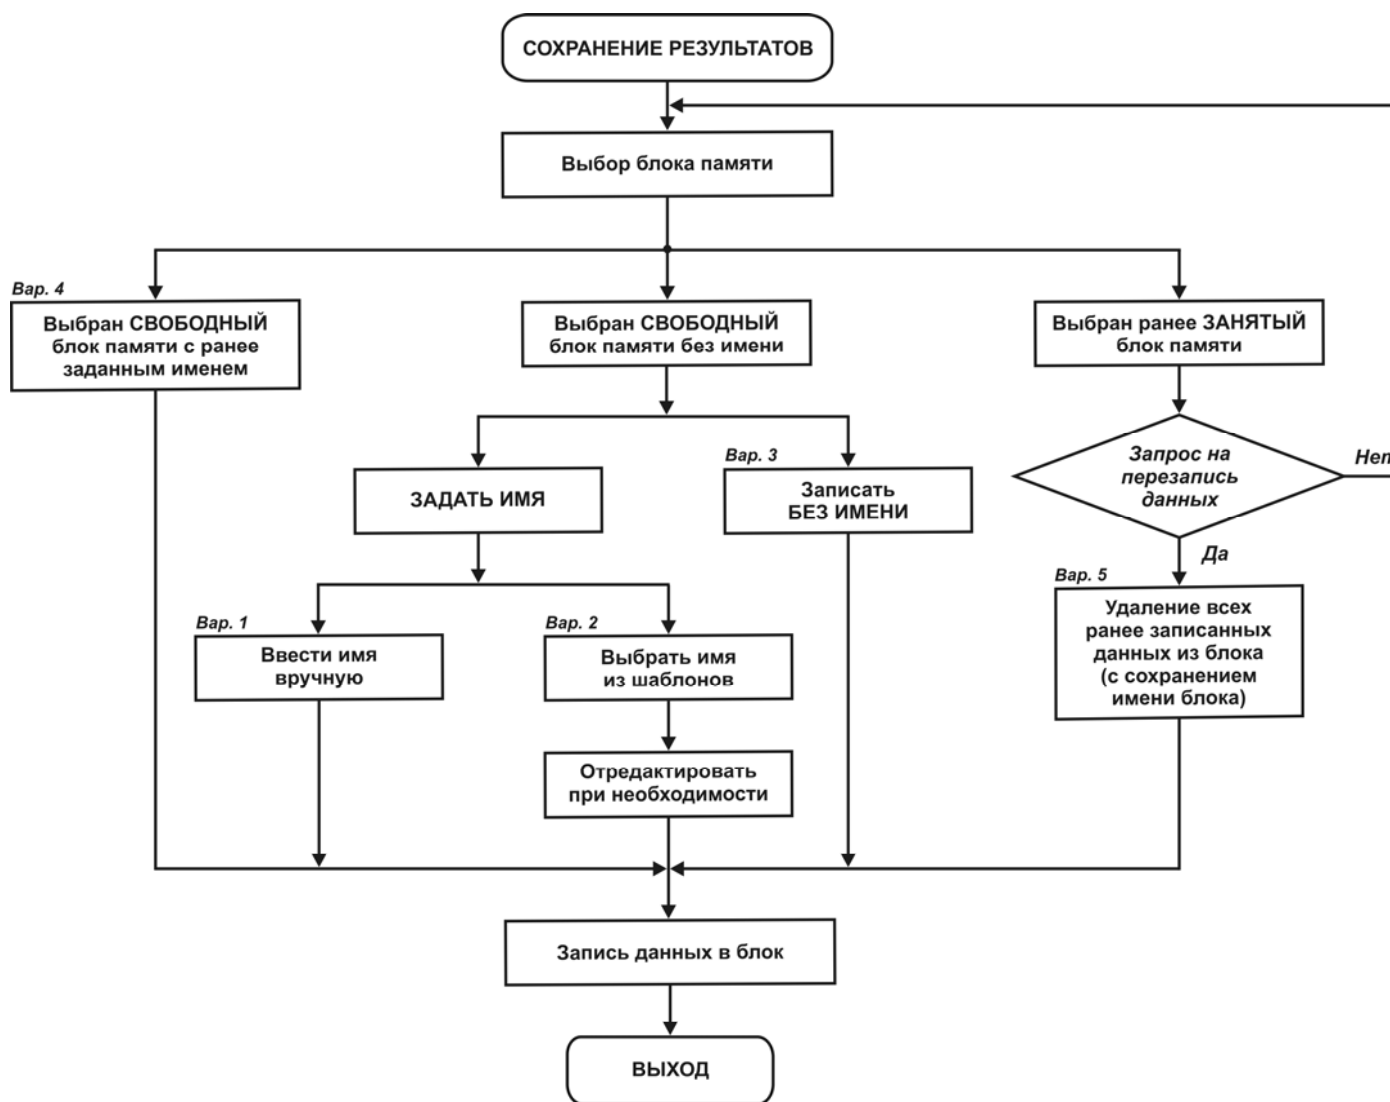 СОХРАНЕНИЕ РЕЗУЛЬТАТОВ
Выбор блока памяти
Вар. 4
Выбран СВОБОДНЫЙ
блок памяти с ранее
заданным именем
Выбран СВОБОДНЫЙ
блок памяти без имени
Выбран ранее ЗАНЯТЫЙ
блок памяти
Запрос на
перезапись
данных
Нет
Да
ЗАДАТЬ ИМЯ
Вар. 3
Записать
БЕЗ ИМЕНИ
Вар. 1
Ввести имя
вручную
Вар. 2
Выбрать имя
из шаблонов
Отредактировать
при необходимости
Вар. 5
Удаление всех
ранее записанных
данных из блока
(с сохранением
имени блока)
Запись данных в блок
ВЫХОД